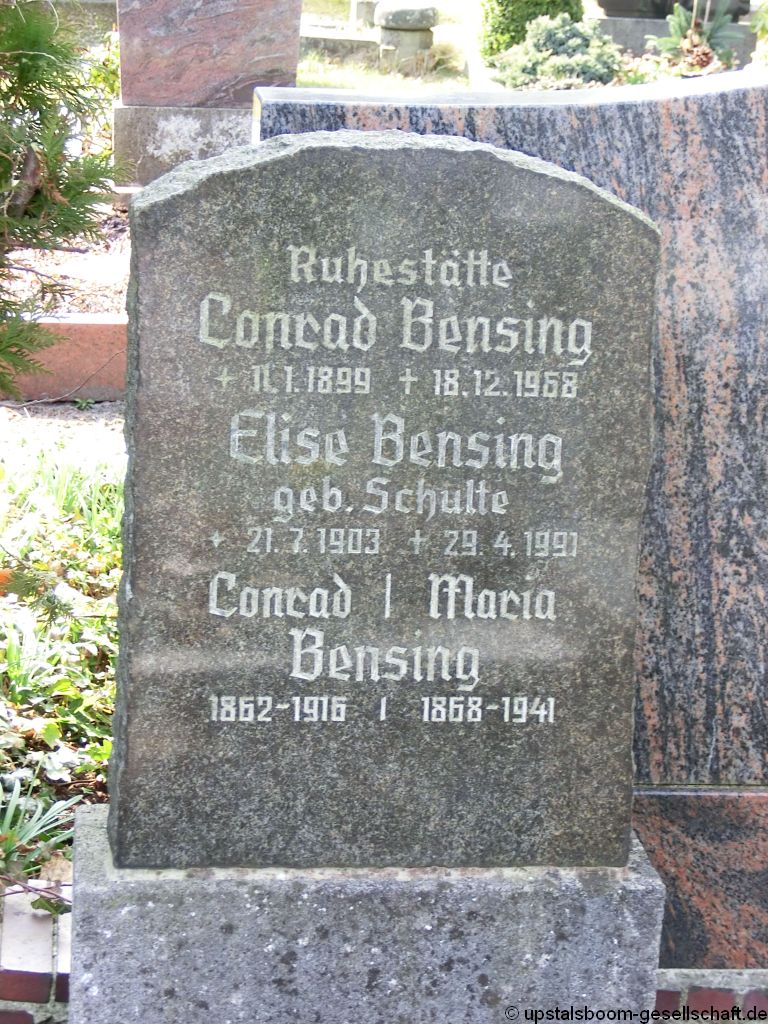 Ruhestätte
Conrad Bensing
+ 11.1.1899 + 18.12.1968
Elise Bensing
geb. Schulte
+ 21.7.1903 + 29.4.1991
Conrad | Maria
Bensing
1862-1916 | 1868-1941
© upstalsboom-gesellschaft.de